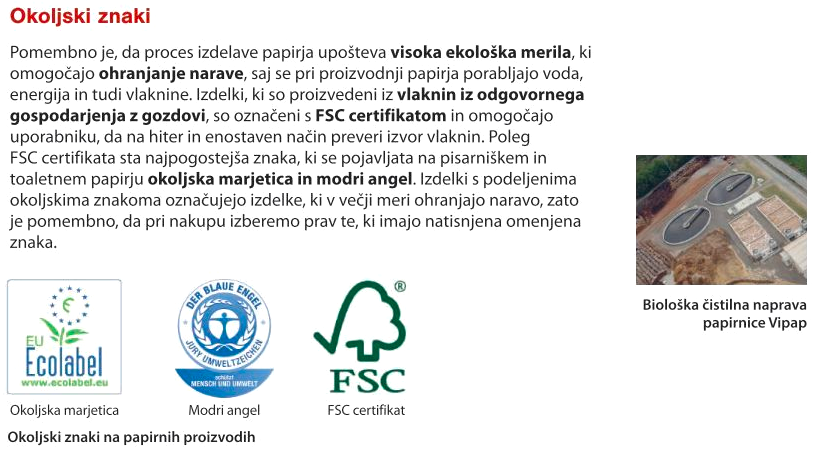 Okoljski znaki
Pomembno je, da proces izdelave papirja upošteva visoka ekološka merila, ki
omogočajo ohranjanje narave, saj se pri proizvodnji papirja porabljajo voda,
energija in tudi vlaknine. Izdelki, ki so proizvedeni iz vlaknin iz odgovornega
gospodarjenja z gozdovi, so označeni s FSC certifikatom in omogočajo
uporabniku, da na hiter in enostaven način preveri izvor vlaknin. Poleg
FSC certifikata sta najpogostejša znaka, ki se pojavljata na pisarniškem in
toaletnem papirju okoljska marjetica in modri angel. Izdelki s podeljenima
okoljskima znakoma označujejo izdelke, ki v večji meri ohranjajo naravo, zato
je pomembno, da pri nakupu izberemo prav te, ki imajo natisnjena omenjena
znaka.
Biološka čistilna naprava
papirnice Vipap
EU
Ecolabel
www.ecolabel.eu
DER BLAUE ENGEL
JURY UMWELTZEICHEN
schützt
MENSCH UND UMWELT
®
FSC
Okoljska marjetica
Modri angel
FSC certifikat
Okoljski znaki na papirnih proizvodih